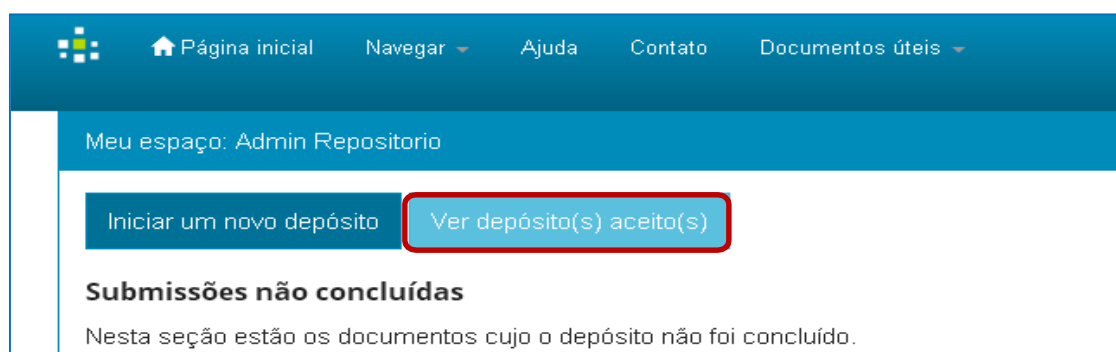 Página inicial Navegar Ajuda Contato Documentos úteis
Meu espaço: Admin Repositorio
Iniciar um novo depósito Ver depósito(s) aceito(s)
Submissões não concluídas
Nesta seção estão os documentos cujo o depósito não foi concluído.